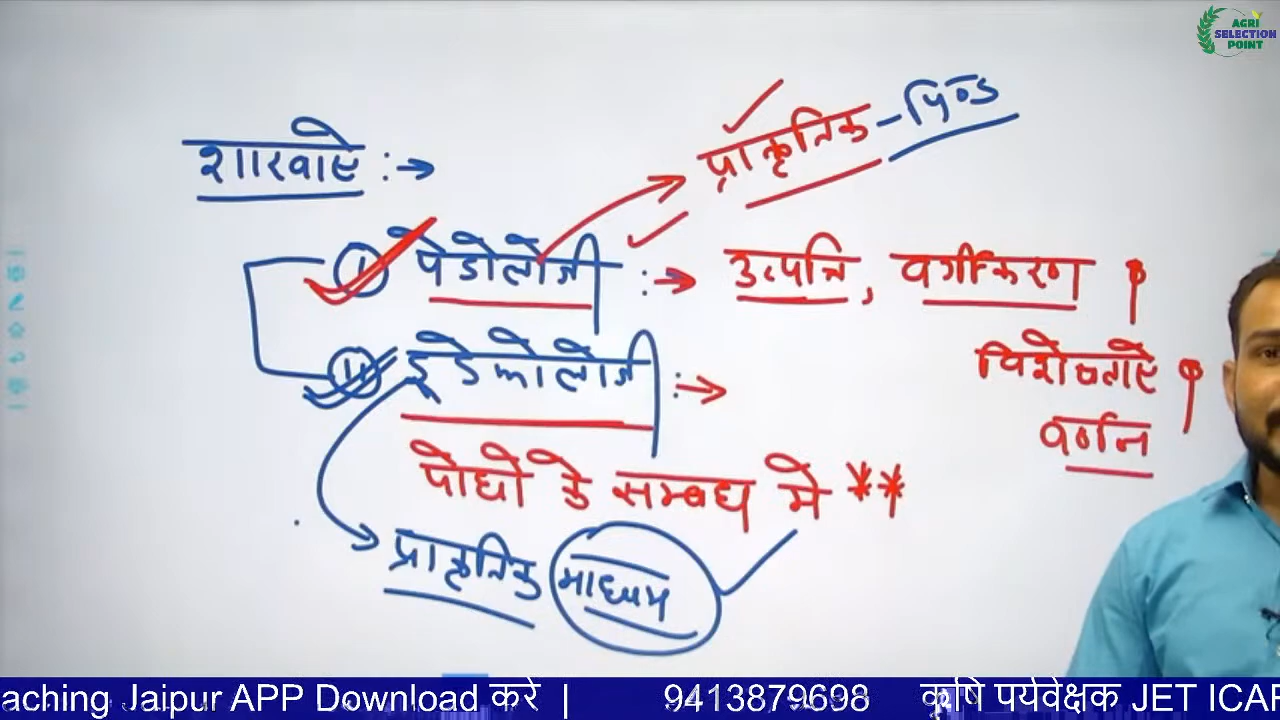 AGRI
SELECTION
POINT
शाखाऐ :→
प्राकृतिक - पिण्ड
① पेडोलोजी :→ उत्पत्ति, वर्गीकरण ।
विशेषताऐ ।
वर्णन
② इडेफोलोजी :→
पोधो के सम्बध मे **
प्राकृतिक माध्यम
aching Jaipur APP Download करे | 9413879698 कृषि पर्यवेक्षक JET ICAR